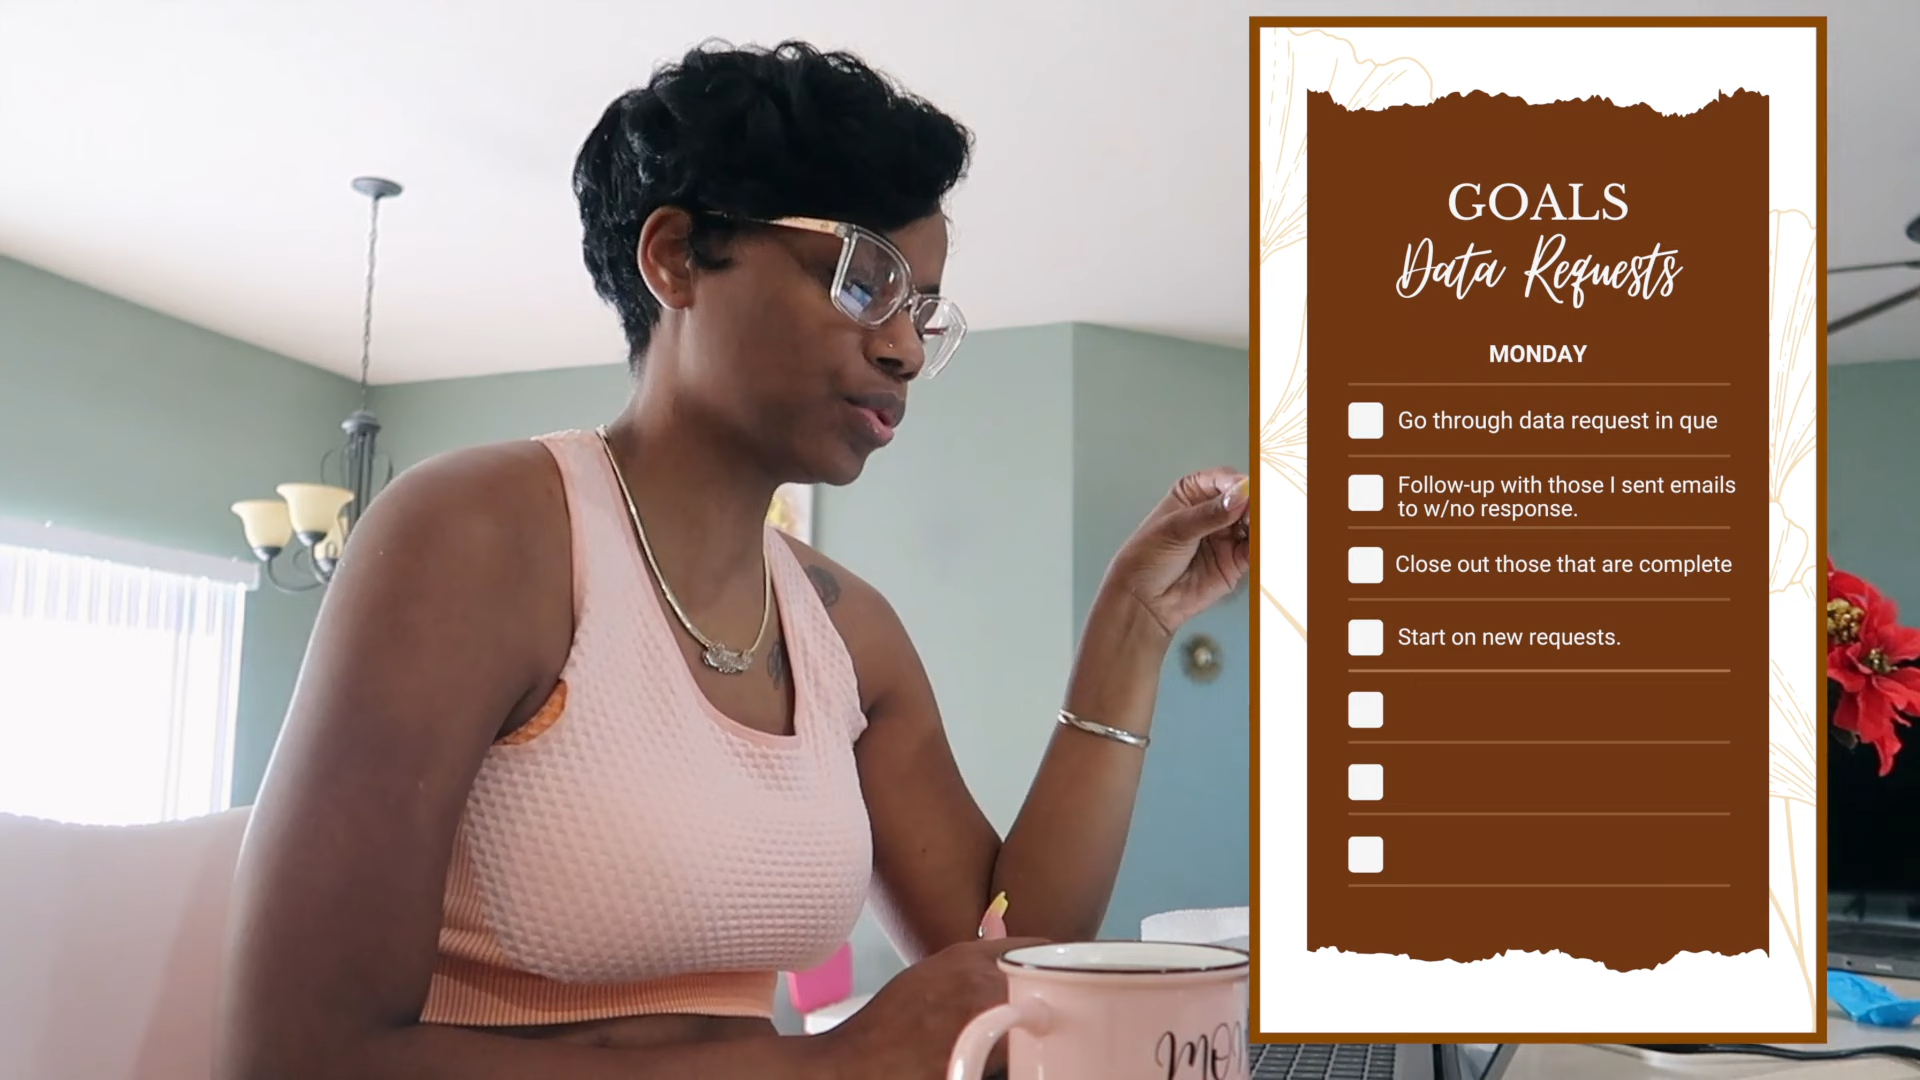 GOALS
Data Requests
MONDAY
Go through data request in que
Follow-up with those I sent emails
to w/no response.
Close out those that are complete
Start on new requests.